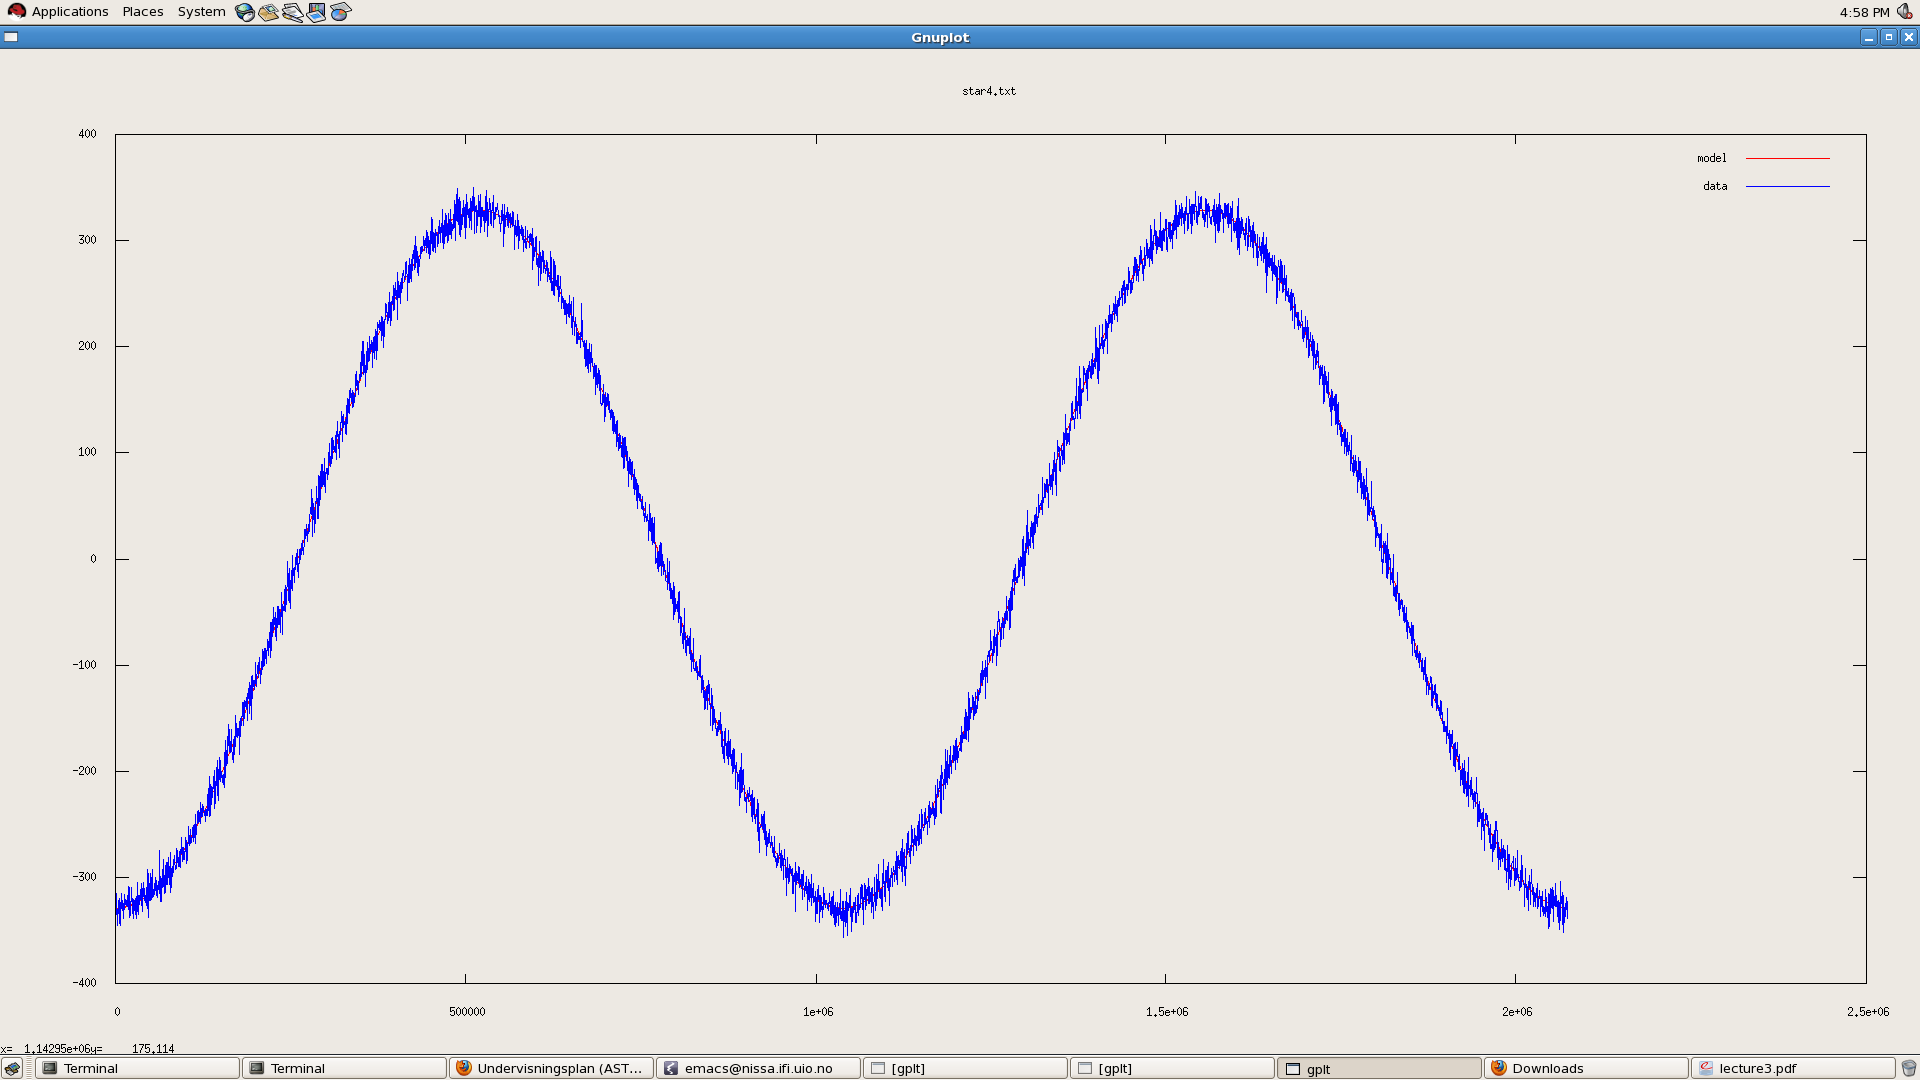 Applications Places System 4:58 PM
Gnuplot
star4.txt
400
model
data
300
200
100
0
-100
-200
-300
-400
0 500000 1e+06 1.5e+06 2e+06 2.5e+06
x= 1.14295e+06y= 175.114
Terminal Terminal Undervisningsplan (AST... emacs@nissa.ifi.uio.no [gplt] [gplt] gplt Downloads lecture3.pdf